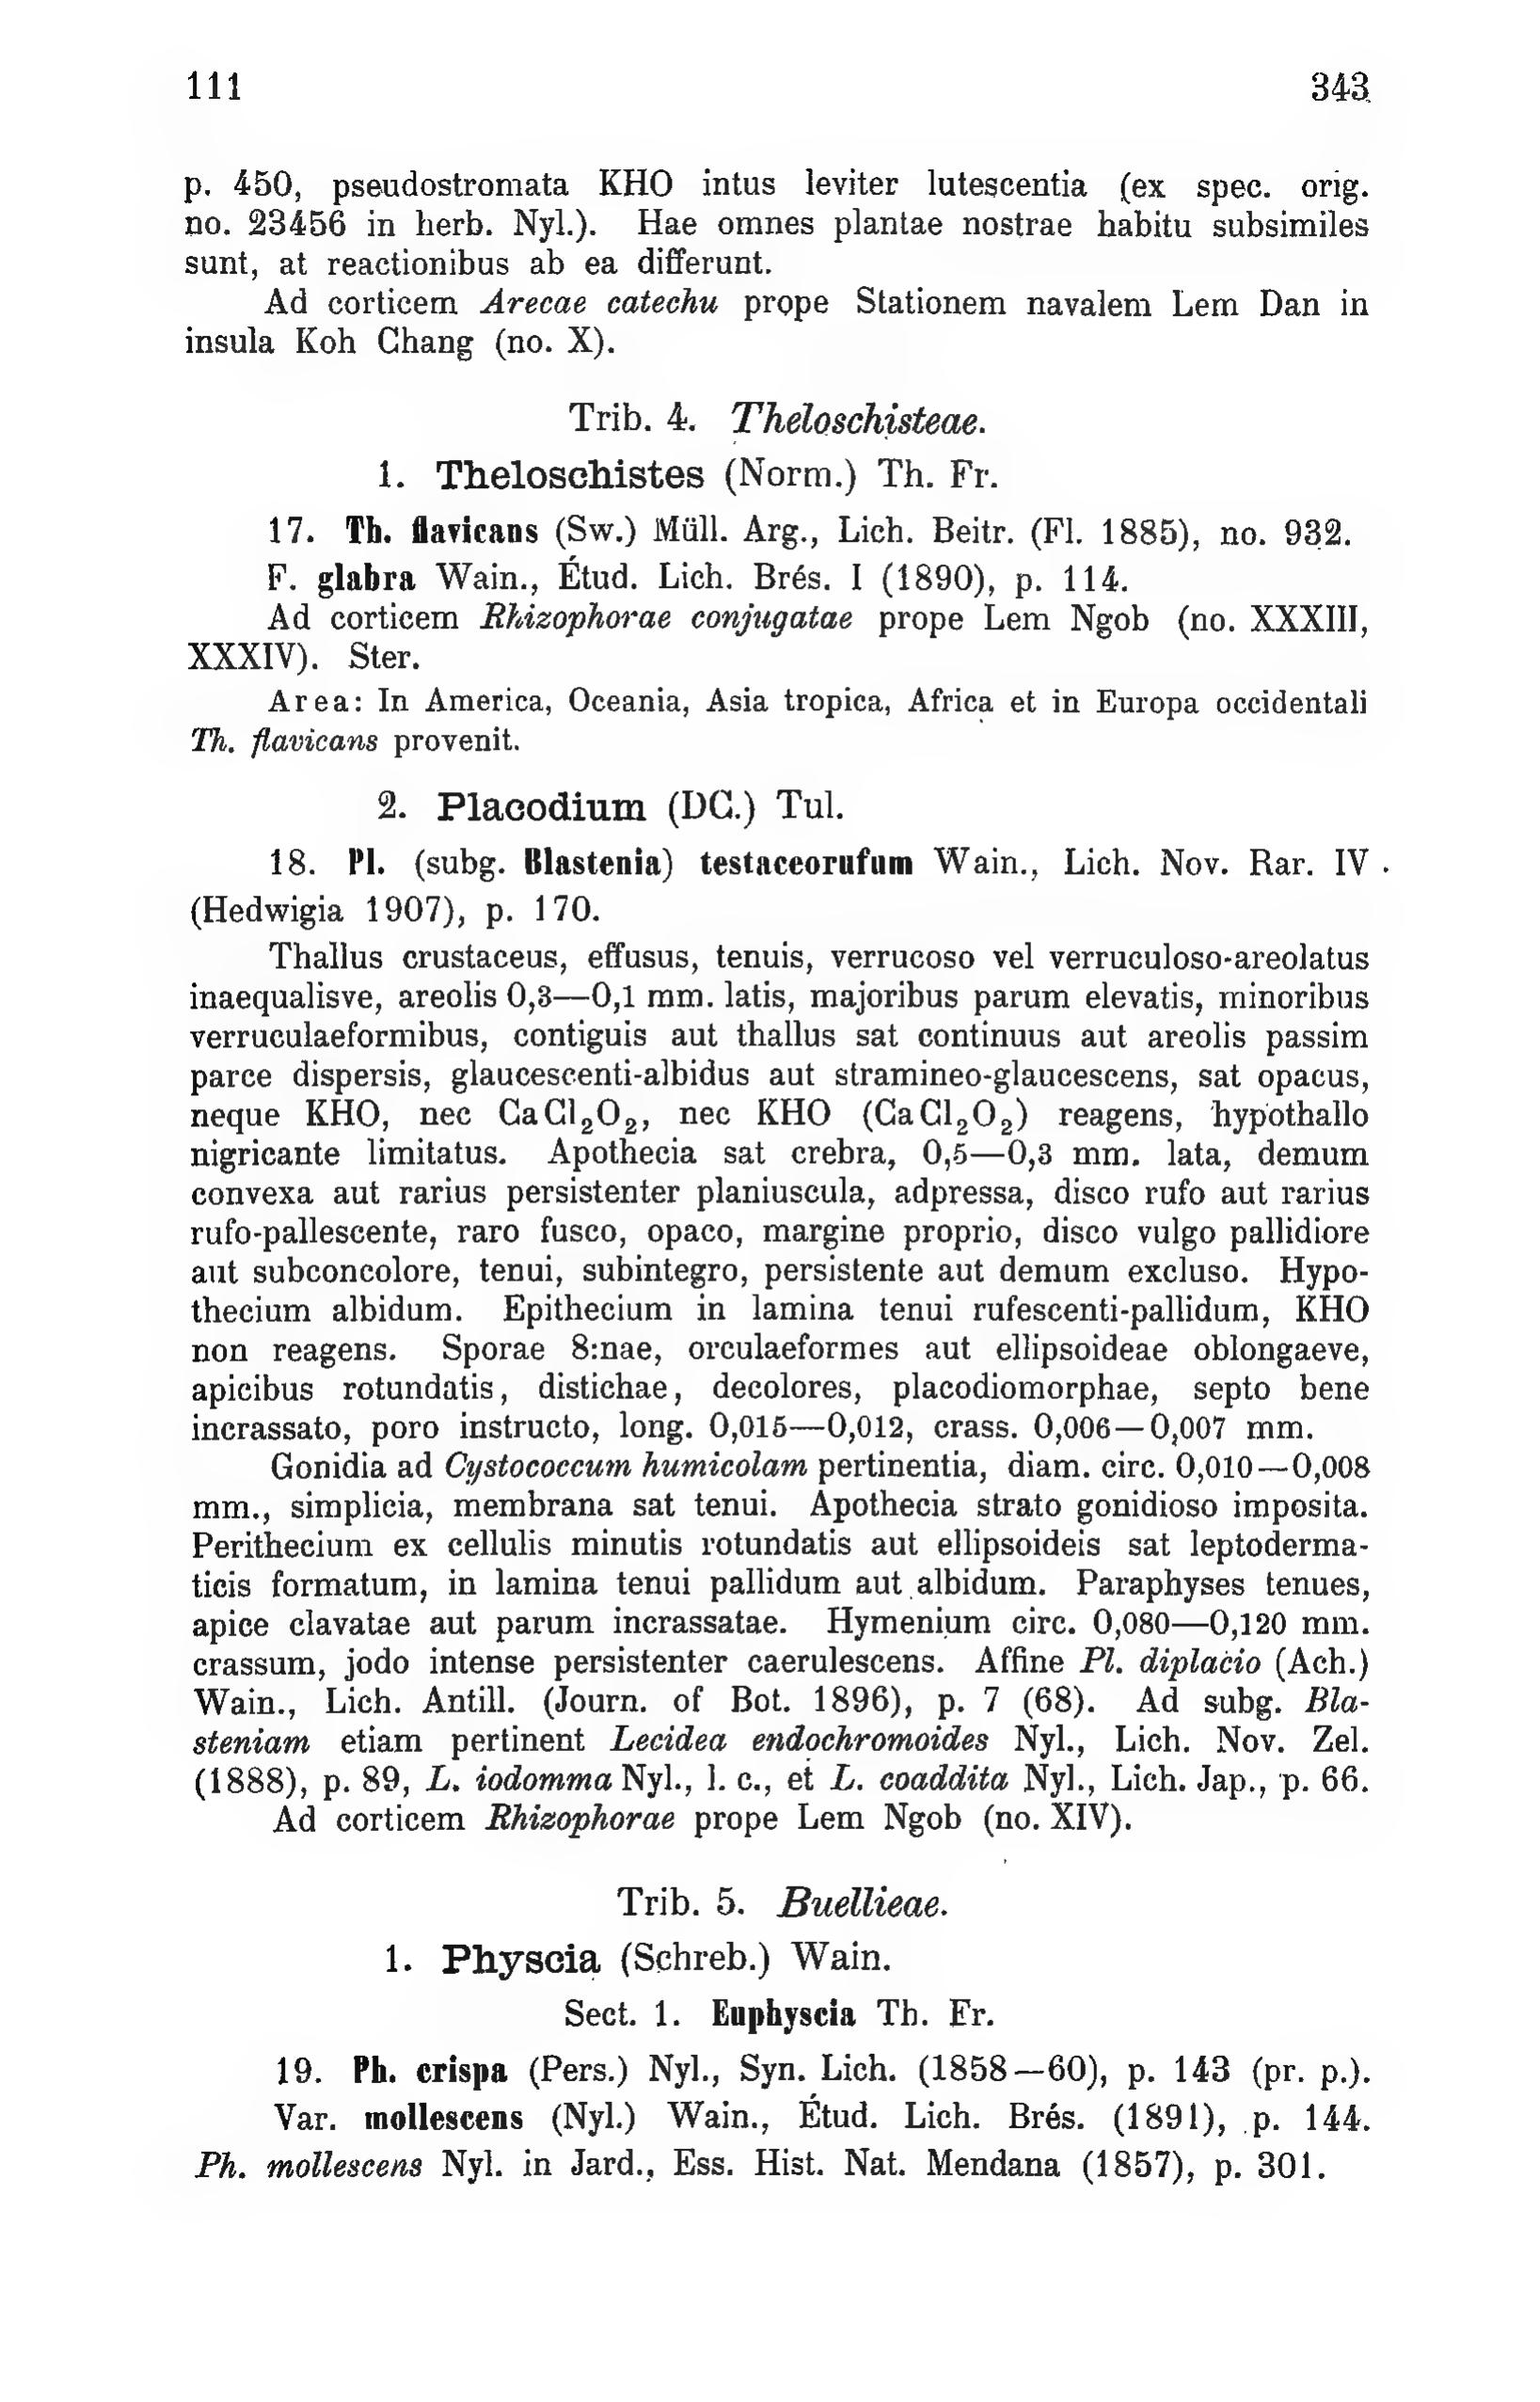 111 343
p. 450, pseudostromata KHO intus leviter lutescentia (ex spec. orig.
no. 23456 in herb. Nyl.). Hae omnes plantae nostrae habitu subsimiles
sunt, at reactionibus ab ea differunt.
Ad corticem Arecae catechu prope Stationem navalem Lem Dan in
insula Koh Chang (no. X).
Trib. 4. Theloschisteae.
1. Theloschistes (Norm.) Th. Fr.
17. Th. flavicans (Sw.) Müll. Arg., Lich. Beitr. (Fl. 1885), no. 932.
F. glabra Wain., Étud. Lich. Brés. I (1890), p. 114.
Ad corticem Rhizophorae conjugatae prope Lem Ngob (no. XXXIII,
XXXIV). Ster.
Area: In America, Oceania, Asia tropica, Africa et in Europa occidentali
Th. flavicans provenit.
2. Placodium (DC.) Tul.
18. Pl. (subg. Blastenia) testaceorufum Wain., Lich. Nov. Rar. IV
(Hedwigia 1907), p. 170.
Thallus crustaceus, effusus, tenuis, verrucoso vel verruculoso-areolatus
inaequalisve, areolis 0,3—0,1 mm. latis, majoribus parum elevatis, minoribus
verruculaeformibus, contiguis aut thallus sat continuus aut areolis passim
parce dispersis, glaucescenti-albidus aut stramineo-glaucescens, sat opacus,
neque KHO, nec CaCl₂O₂, nec KHO (CaCl₂O₂) reagens, hypothallo
nigricante limitatus. Apothecia sat crebra, 0,5—0,3 mm. lata, demum
convexa aut rarius persistenter planiuscula, adpressa, disco rufo aut rarius
rufo-pallescente, raro fusco, opaco, margine proprio, disco vulgo pallidiore
aut subconcolore, tenui, subintegro, persistente aut demum excluso. Hypo-
thecium albidum. Epithecium in lamina tenui rufescenti-pallidum, KHO
non reagens. Sporae 8:nae, orculaeformes aut ellipsoideae oblongaeve,
apicibus rotundatis, distichae, decolores, placodiomorphae, septo bene
incrassato, poro instructo, long. 0,015—0,012, crass. 0,006—0,007 mm.
Gonidia ad Cystococcum humicolam pertinentia, diam. circ. 0,010—0,008
mm., simplicia, membrana sat tenui. Apothecia strato gonidioso imposita.
Perithecium ex cellulis minutis rotundatis aut ellipsoideis sat leptoderma-
ticis formatum, in lamina tenui pallidum aut albidum. Paraphyses tenues,
apice clavatae aut parum incrassatae. Hymenium circ. 0,080—0,120 mm.
crassum, jodo intense persistenter caerulescens. Affine Pl. diplacio (Ach.)
Wain., Lich. Antill. (Journ. of Bot. 1896), p. 7 (68). Ad subg. Bla-
steniam etiam pertinent Lecidea endochromoides Nyl., Lich. Nov. Zel.
(1888), p. 89, L. iodomma Nyl., l. c., et L. coaddita Nyl., Lich. Jap., p. 66.
Ad corticem Rhizophorae prope Lem Ngob (no. XIV).
Trib. 5. Buellieae.
1. Physcia (Schreb.) Wain.
Sect. 1. Euphyscia Th. Fr.
19. Ph. crispa (Pers.) Nyl., Syn. Lich. (1858—60), p. 143 (pr. p.).
Var. mollescens (Nyl.) Wain., Étud. Lich. Brés. (1891), p. 144.
Ph. mollescens Nyl. in Jard., Ess. Hist. Nat. Mendana (1857), p. 301.